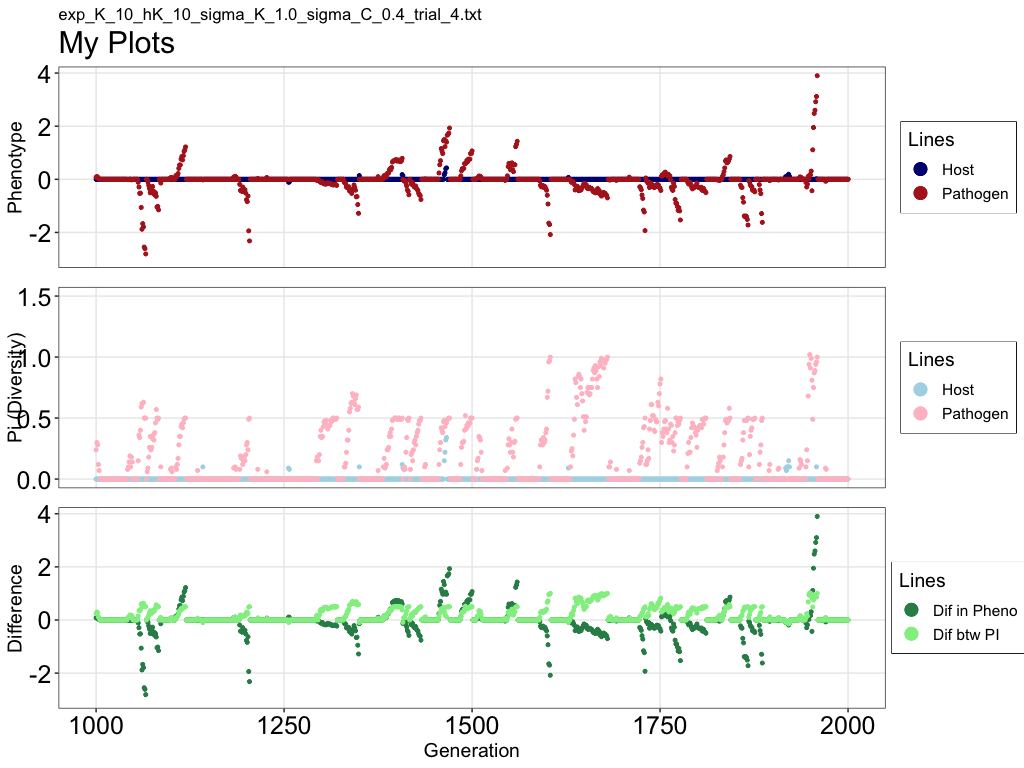 exp_K_10_hK_10_sigma_K_1.0_sigma_C_0.4_trial_4.txt
My Plots
Phenotype
4
2
0
-2
Lines
Host
Pathogen
Pi (Diversity)
1.5
1.0
0.5
0.0
Lines
Host
Pathogen
Difference
4
2
0
-2
Lines
Dif in Pheno
Dif btw PI
1000 1250 1500 1750 2000
Generation